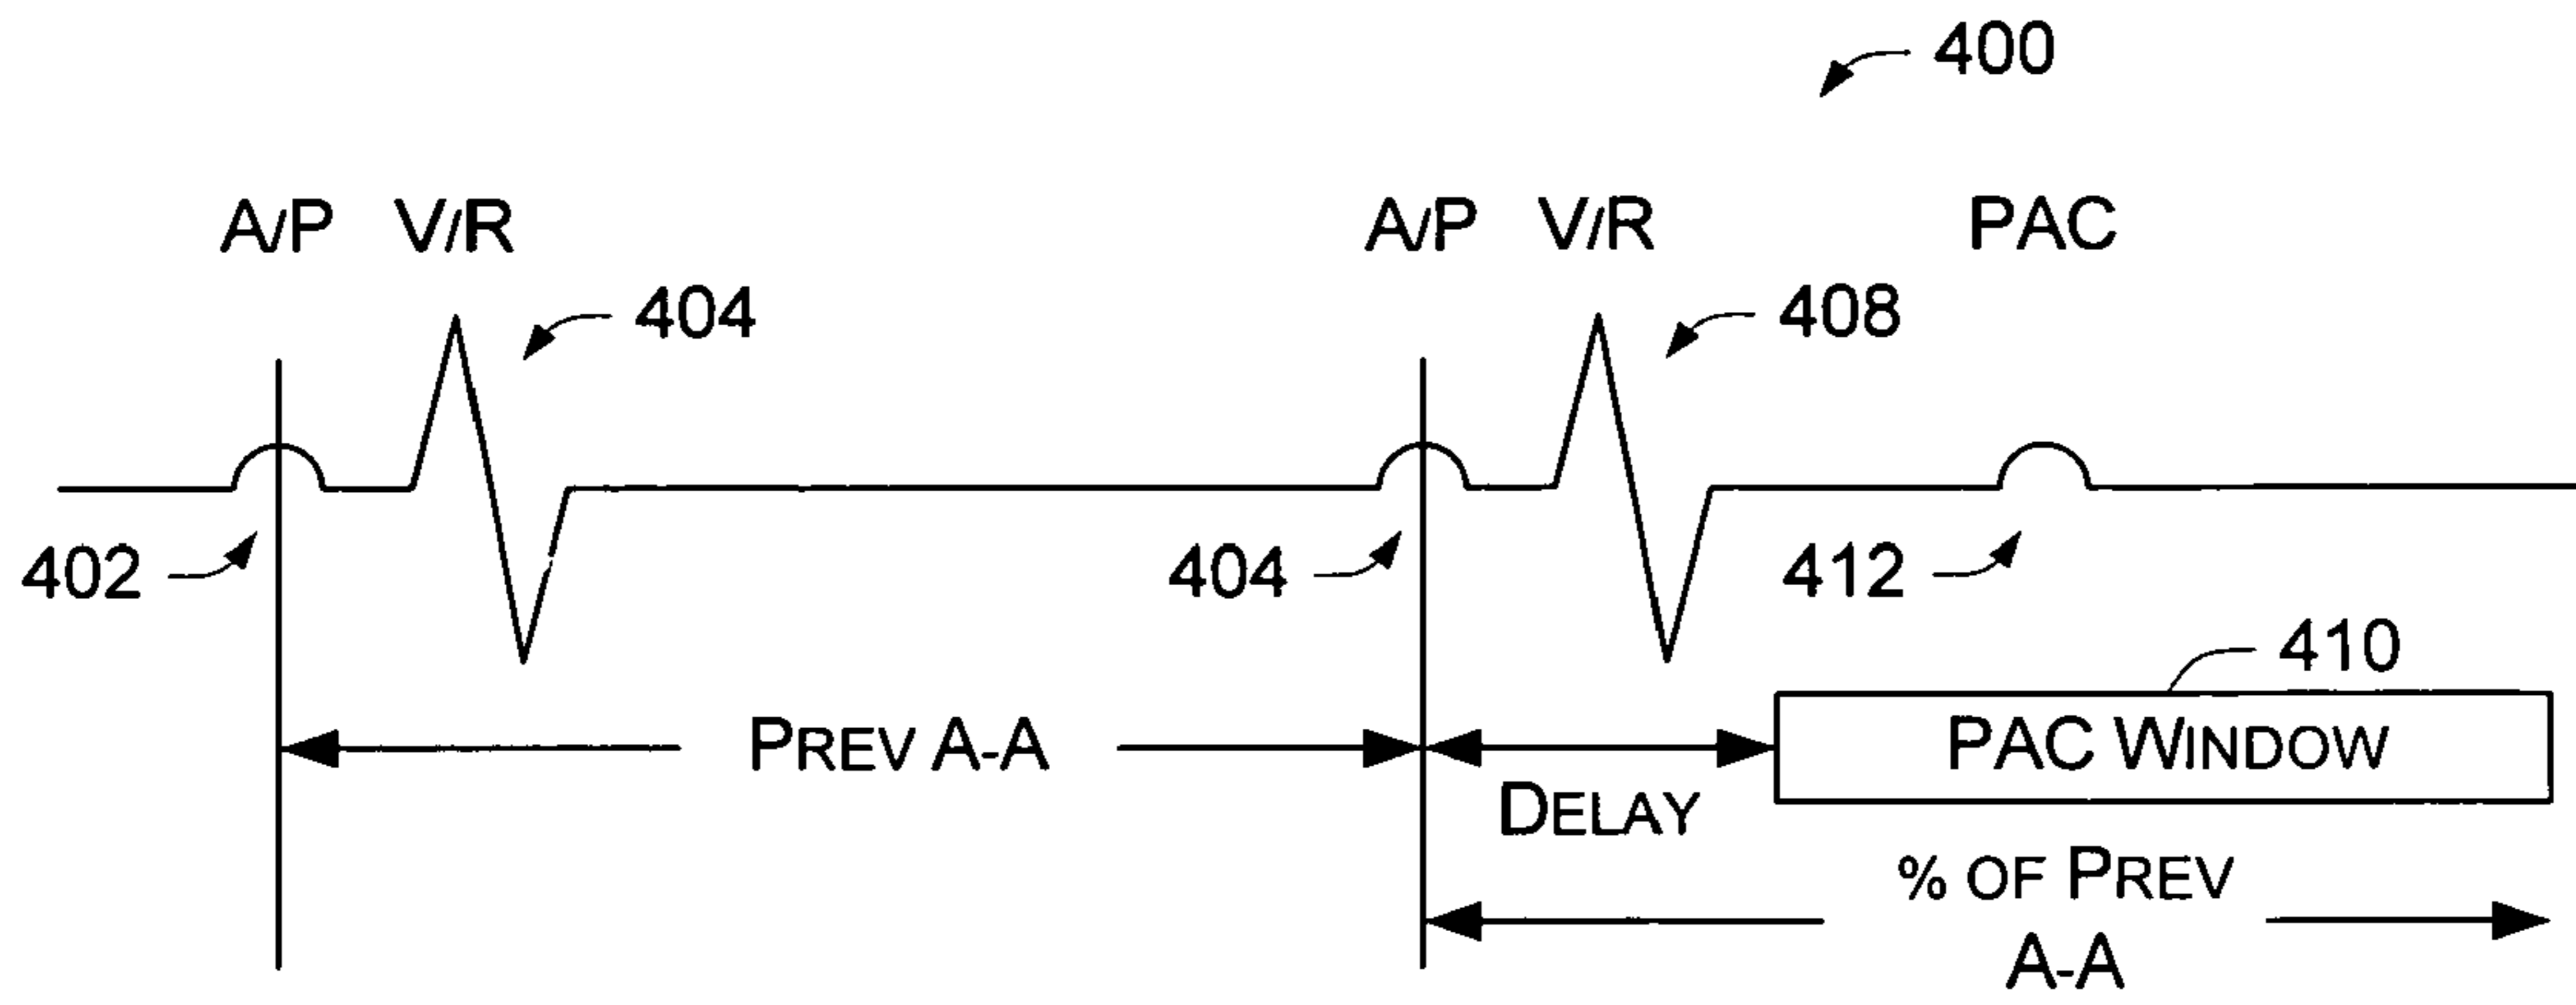 400
A/P V/R A/P V/R PAC
404 408
402 404 412
410
PREV A-A PAC WINDOW
DELAY
% OF PREV
A-A